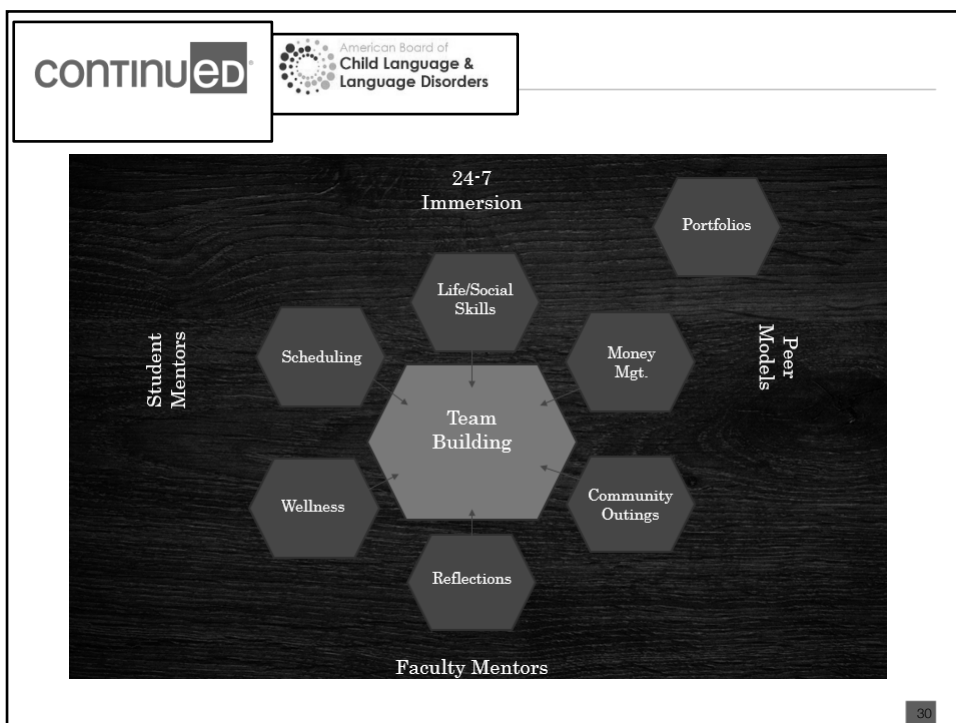 continued
American Board of
Child Language &
Language Disorders
24-7
Immersion
Portfolios
Life/Social
Skills
Scheduling
Money
Mgt.
Student
Mentors
Peer
Models
Team
Building
Wellness
Community
Outings
Reflections
Faculty Mentors
30